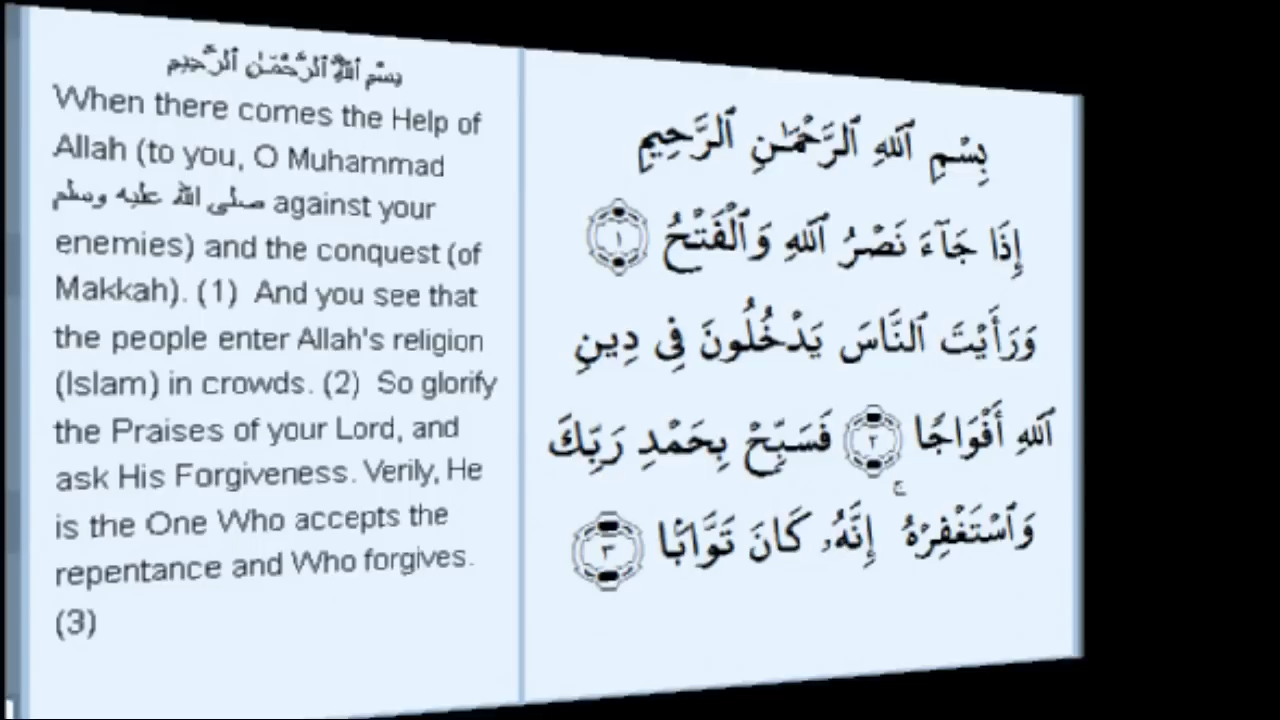 بِسْمِ ٱللَّهِ ٱلرَّحْمَـٰنِ ٱلرَّحِيمِ
When there comes the Help of
Allah (to you, O Muhammad
صلى الله عليه وسلم against your
enemies) and the conquest (of
Makkah). (1) And you see that
the people enter Allah's religion
(Islam) in crowds. (2) So glorify
the Praises of your Lord, and
ask His Forgiveness. Verily, He
is the One Who accepts the
repentance and Who forgives.
(3)
بِسْمِ ٱللَّهِ ٱلرَّحْمَـٰنِ ٱلرَّحِيمِ
إِذَا جَآءَ نَصْرُ ٱللَّهِ وَٱلْفَتْحُ ١
وَرَأَيْتَ ٱلنَّاسَ يَدْخُلُونَ فِى دِينِ
ٱللَّهِ أَفْوَاجًا ٢ فَسَبِّحْ بِحَمْدِ رَبِّكَ
وَٱسْتَغْفِرْهُ ۚ إِنَّهُۥ كَانَ تَوَّابًۢا ٣